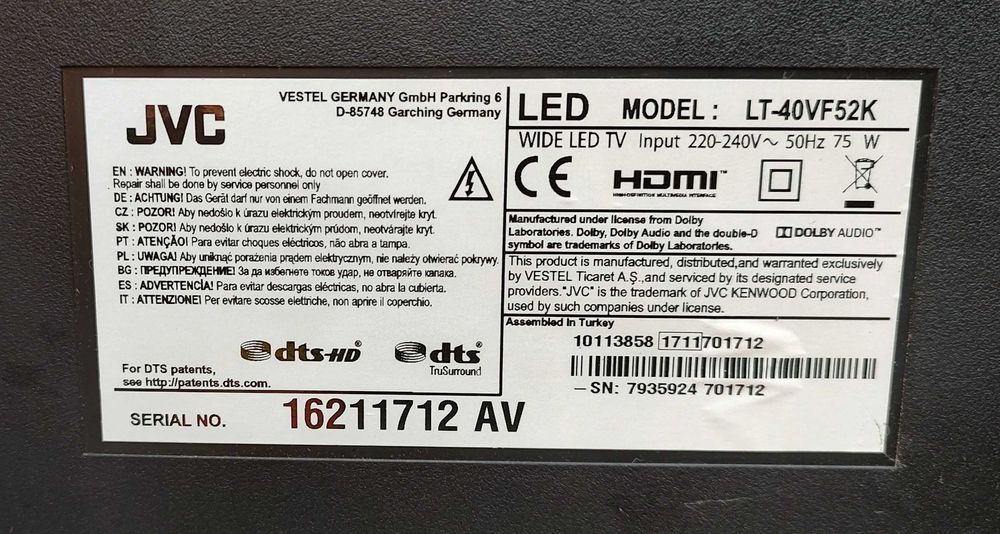 JVC
VESTEL GERMANY GmbH Parkring 6
D-85748 Garching Germany
EN : WARNING! To prevent electric shock, do not open cover.
Repair shall be done by service personnel only
DE : ACHTUNG! Das Gerät darf nur von einem Fachmann geöffnet werden.
CZ : POZOR! Aby nedošlo k úrazu elektrickým proudem, neotvírejte kryt.
SK : POZOR! Aby nedošlo k úrazu elektrickým prúdom, neotvárajte kryt.
PT : ATENÇÃO! Para evitar choques eléctricos, não abra a tampa.
PL : UWAGA! Aby uniknąć porażenia prądem elektrycznym, nie należy otwierać pokrywy.
BG : ПРЕДУПРЕЖДЕНИЕ! За да избегнете токов удар, не отваряйте капака.
ES : ADVERTENCÍA! Para evitar descargas eléctricas, no abra la cubierta.
IT : ATTENZIONE! Per evitare scosse elettriche, non aprire il coperchio.
dts-HD dts
TruSurround
For DTS patents,
see http://patents.dts.com.
SERIAL NO. 16211712 AV
LED MODEL : LT-40VF52K
WIDE LED TV Input 220-240V~ 50Hz 75 W
CE HDMI™
HIGH-DEFINITION MULTIMEDIA INTERFACE
Manufactured under license from Dolby
Laboratories. Dolby, Dolby Audio and the double-D
symbol are trademarks of Dolby Laboratories.
DOLBY AUDIO™
This product is manufactured, distributed,and warranted exclusively
by VESTEL Ticaret A.Ş.,and serviced by its designated service
providers."JVC" is the trademark of JVC KENWOOD Corporation,
used by such companies under license.
Assembled In Turkey
10113858 1711701712
–SN: 7935924 701712